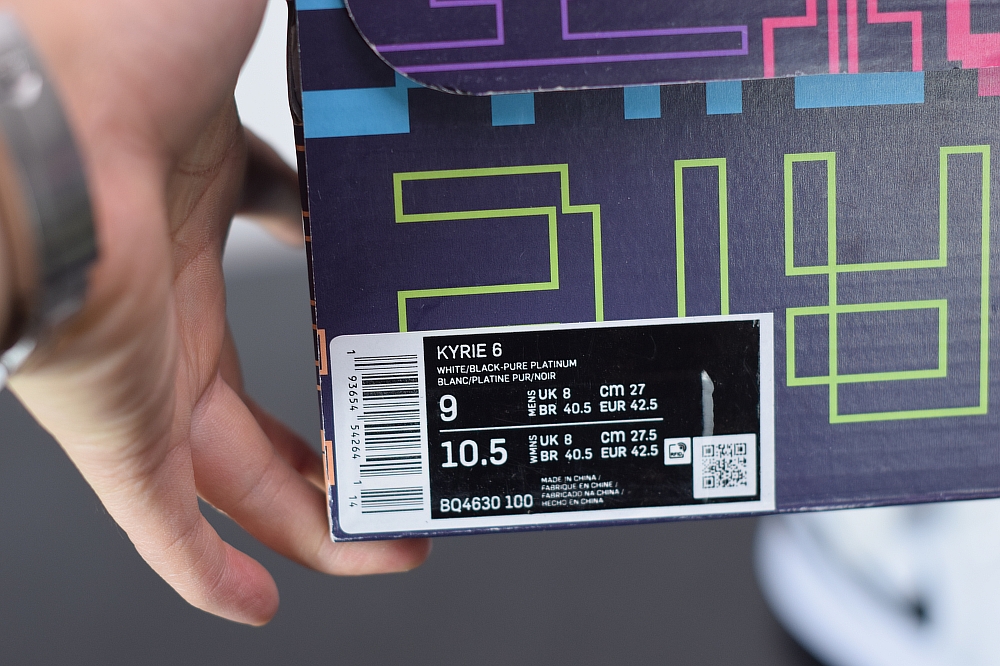 KYRIE 6
WHITE/BLACK-PURE PLATINUM
BLANC/PLATINE PUR/NOIR
9 MENS UK 8 CM 27
BR 40.5 EUR 42.5
10.5 WMNS UK 8 CM 27.5
BR 40.5 EUR 42.5
BQ4630 100
MADE IN CHINA /
FABRIQUE EN CHINE /
FABRICADO NA CHINA /
HECHO EN CHINA
1 93654 54264 1 14